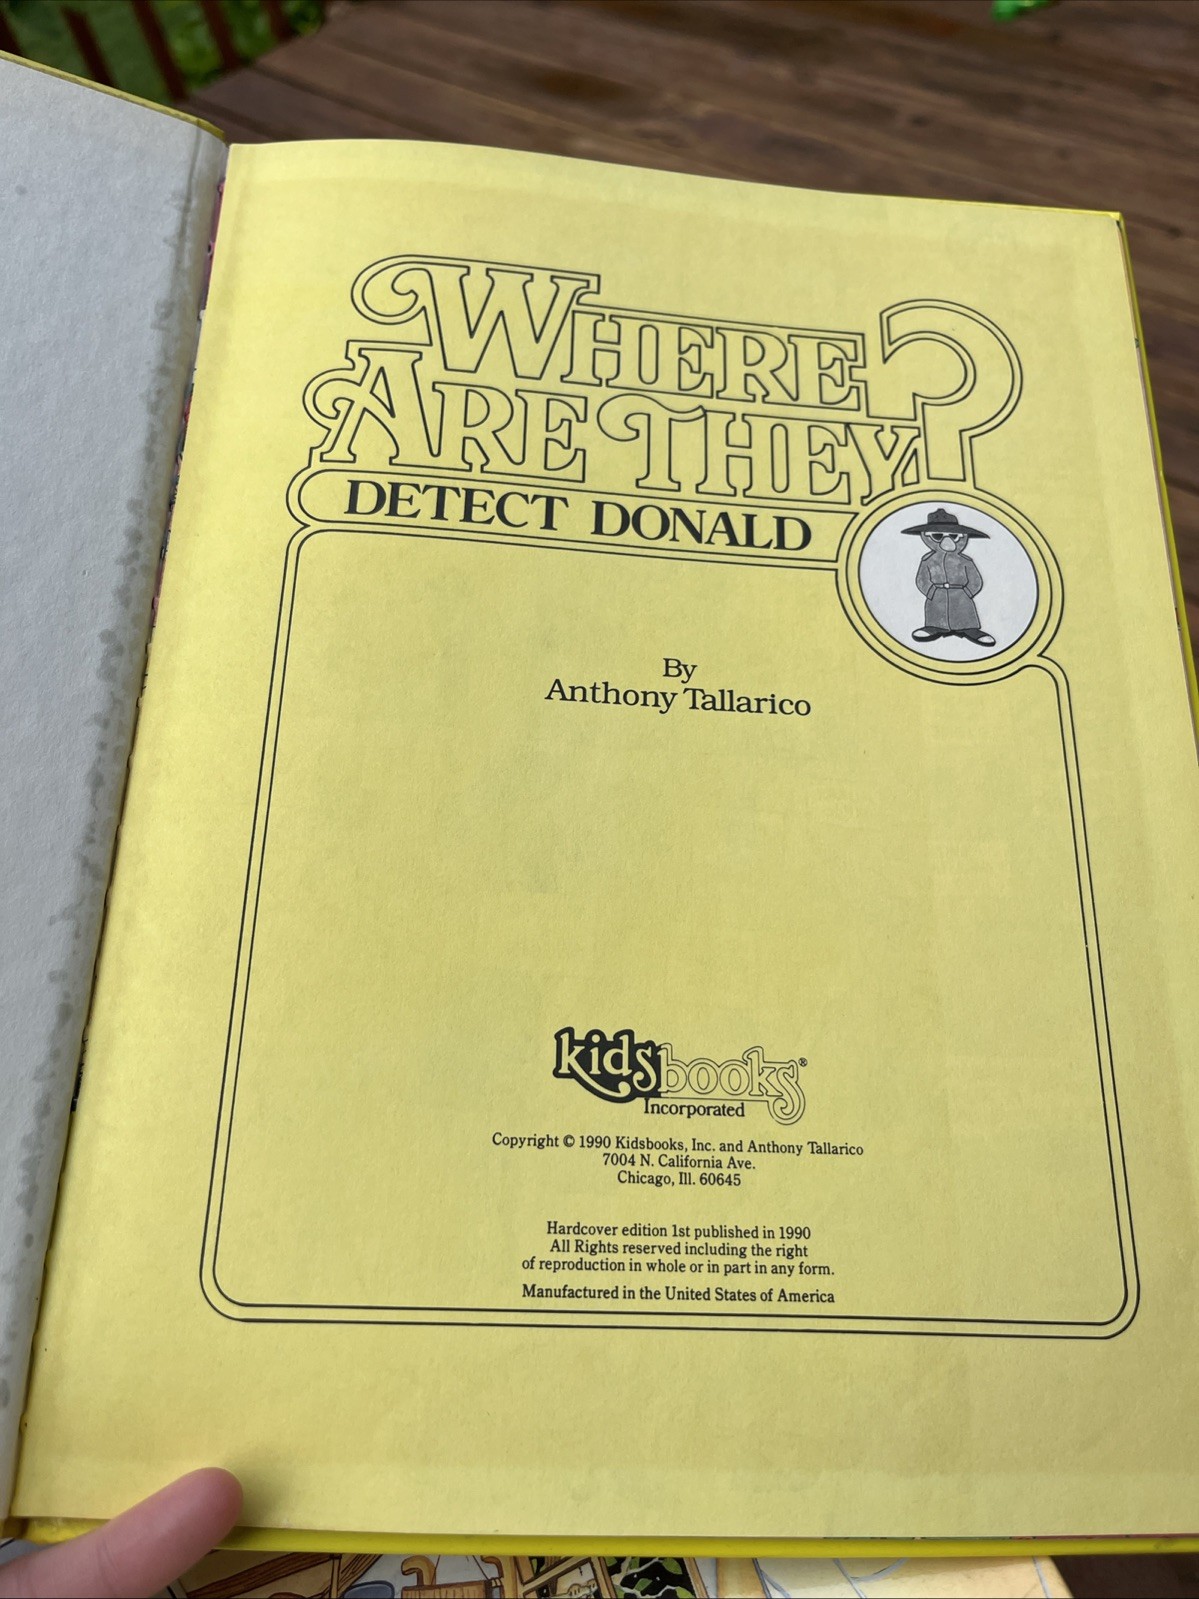 WHERE
ARE THEY?
DETECT DONALD
By
Anthony Tallarico
kidsbooks®
Incorporated
Copyright © 1990 Kidsbooks, Inc. and Anthony Tallarico
7004 N. California Ave.
Chicago, Ill. 60645
Hardcover edition 1st published in 1990
All Rights reserved including the right
of reproduction in whole or in part in any form.
Manufactured in the United States of America